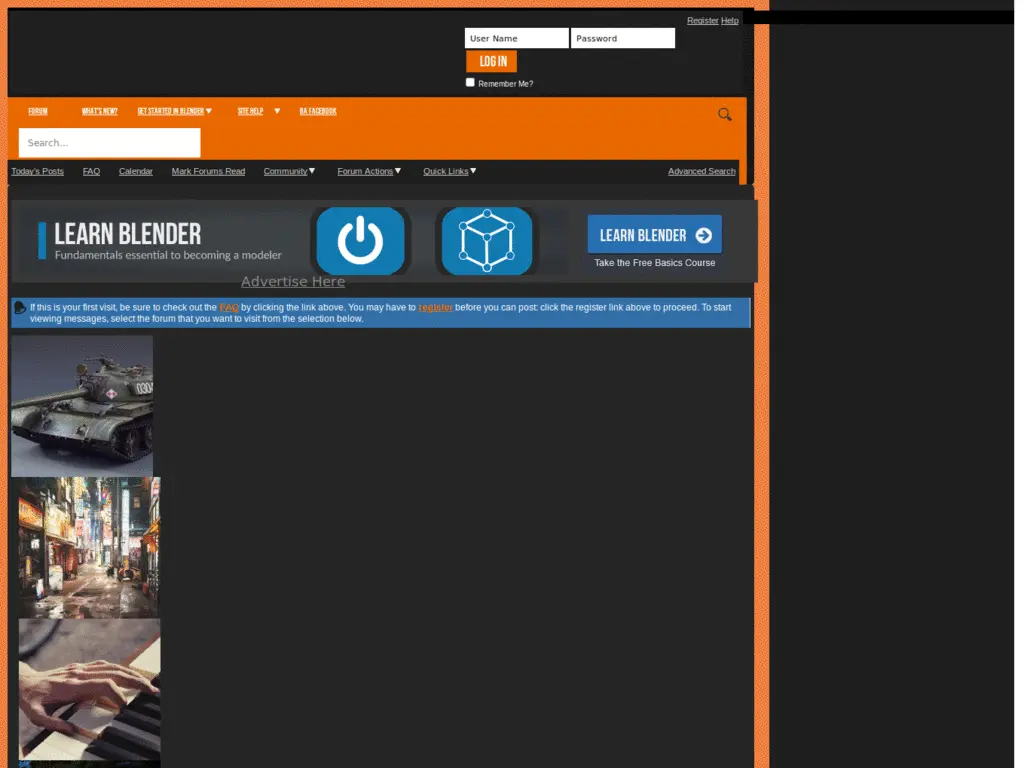 Register Help
User Name Password
LOG IN
Remember Me?
FORUM WHAT'S NEW? GET STARTED IN BLENDER SITE HELP BA FACEBOOK
Search...
Today's Posts FAQ Calendar Mark Forums Read Community Forum Actions Quick Links Advanced Search
LEARN BLENDER
Fundamentals essential to becoming a modeler
LEARN BLENDER
Take the Free Basics Course
Advertise Here
If this is your first visit, be sure to check out the FAQ by clicking the link above. You may have to register before you can post: click the register link above to proceed. To start
viewing messages, select the forum that you want to visit from the selection below.